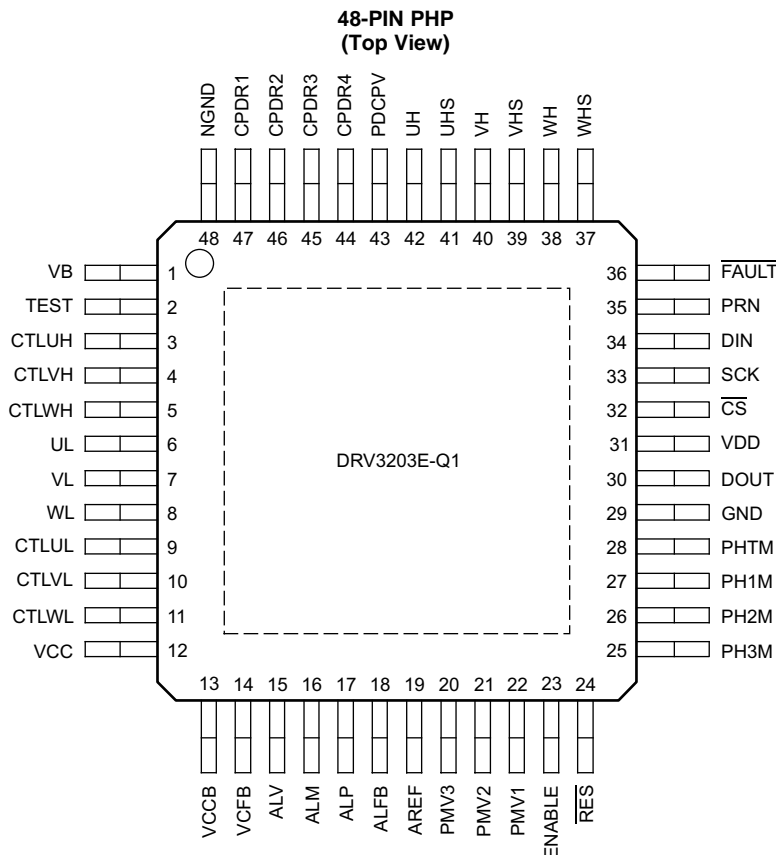 48-PIN PHP
(Top View)
NGND
CPDR1
CPDR2
CPDR3
CPDR4
PDCPV
UH
UHS
VH
VHS
WH
WHS
48 47 46 45 44 43 42 41 40 39 38 37
VB 1
TEST 2
CTLUH 3
CTLVH 4
CTLWH 5
UL 6
VL 7
WL 8
CTLUL 9
CTLVL 10
CTLWL 11
VCC 12
DRV3203E-Q1
36 FAULT
35 PRN
34 DIN
33 SCK
32 CS
31 VDD
30 DOUT
29 GND
28 PHTM
27 PH1M
26 PH2M
25 PH3M
13 14 15 16 17 18 19 20 21 22 23 24
VCCB
VCFB
ALV
ALM
ALP
ALFB
AREF
PMV3
PMV2
PMV1
ENABLE
RES